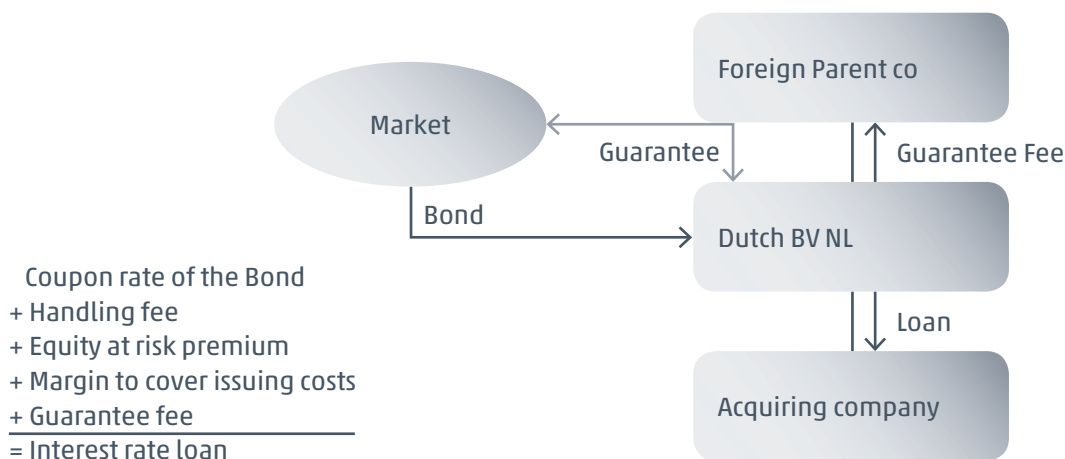 Foreign Parent co
Market
Guarantee
Guarantee Fee
Bond
Dutch BV NL
Loan
Acquiring company
Coupon rate of the Bond
+ Handling fee
+ Equity at risk premium
+ Margin to cover issuing costs
+ Guarantee fee
= Interest rate loan